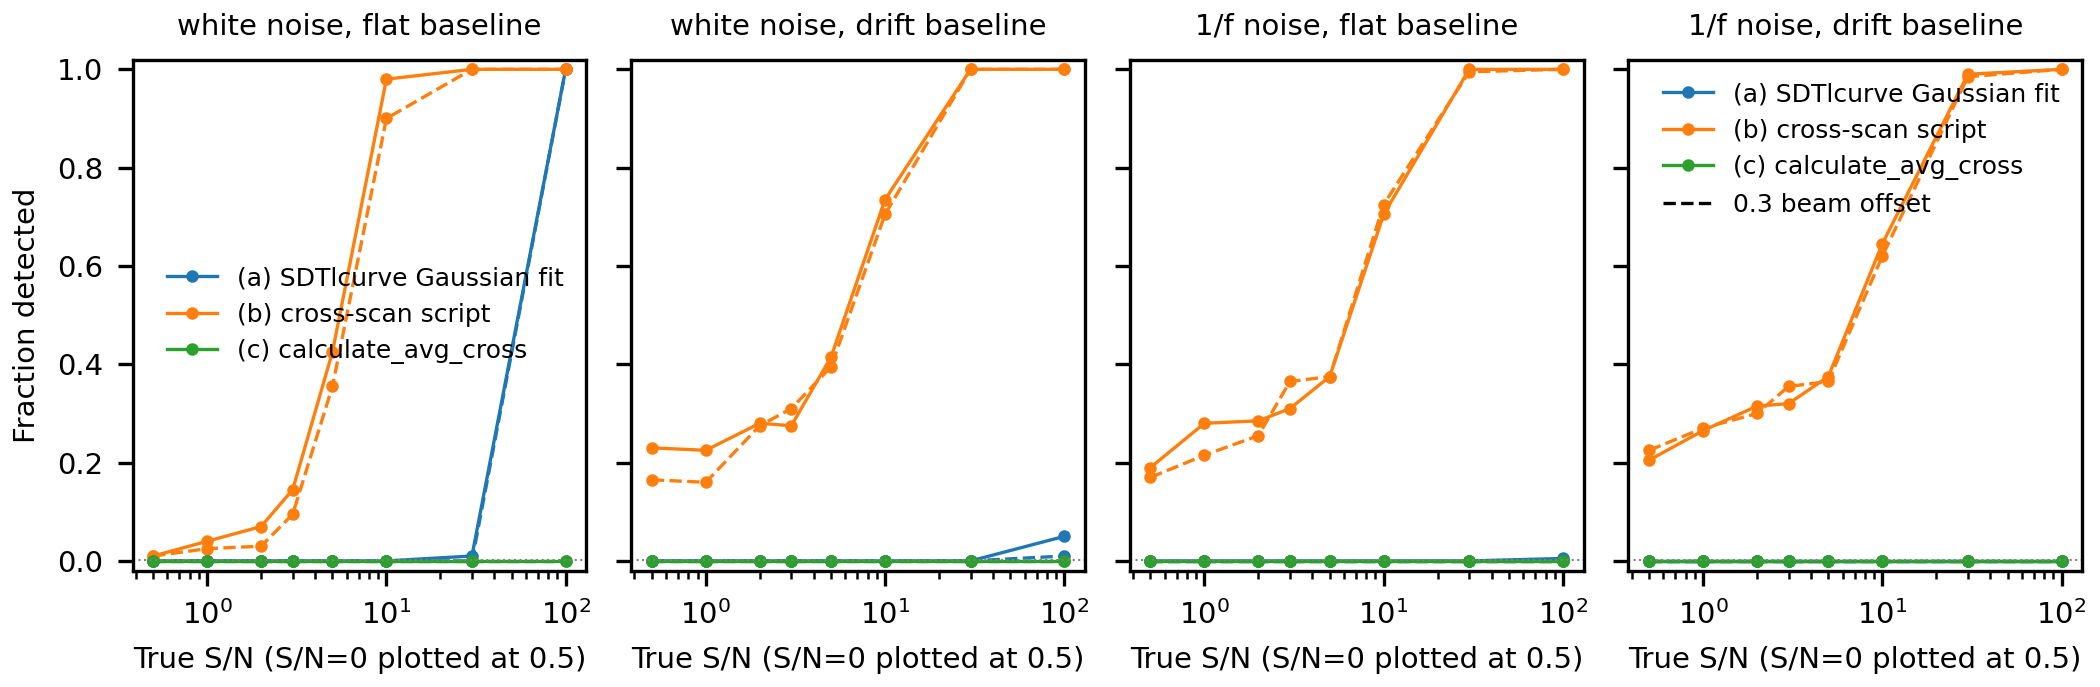 white noise, flat baseline
white noise, drift baseline
1/f noise, flat baseline
1/f noise, drift baseline
Fraction detected
1.0
0.8
0.6
0.4
0.2
0.0
(a) SDTlcurve Gaussian fit
(b) cross-scan script
(c) calculate_avg_cross
(a) SDTlcurve Gaussian fit
(b) cross-scan script
(c) calculate_avg_cross
0.3 beam offset
10⁰ 10¹ 10²
10⁰ 10¹ 10²
10⁰ 10¹ 10²
10⁰ 10¹ 10²
True S/N (S/N=0 plotted at 0.5)
True S/N (S/N=0 plotted at 0.5)
True S/N (S/N=0 plotted at 0.5)
True S/N (S/N=0 plotted at 0.5)